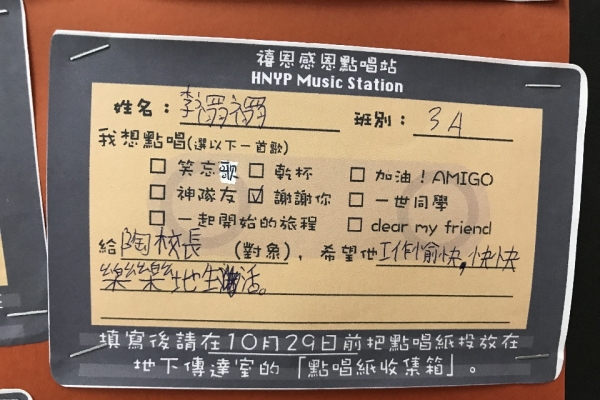 禧恩感恩點唱站
HNYP Music Station
姓名：李禤禤 班別：3A
我想點唱(選以下一首歌)
□ 笑忘歌 □ 乾杯 □ 加油！AMIGO
□ 神隊友 ☑ 謝謝你 □ 一世同學
□ 一起開始的旅程 □ dear my friend
給陶校長 (對象)，希望他工作愉快，快快
樂樂地生活。
填寫後請在10月29日前把點唱紙投放在
地下傳達室的「點唱紙收集箱」。